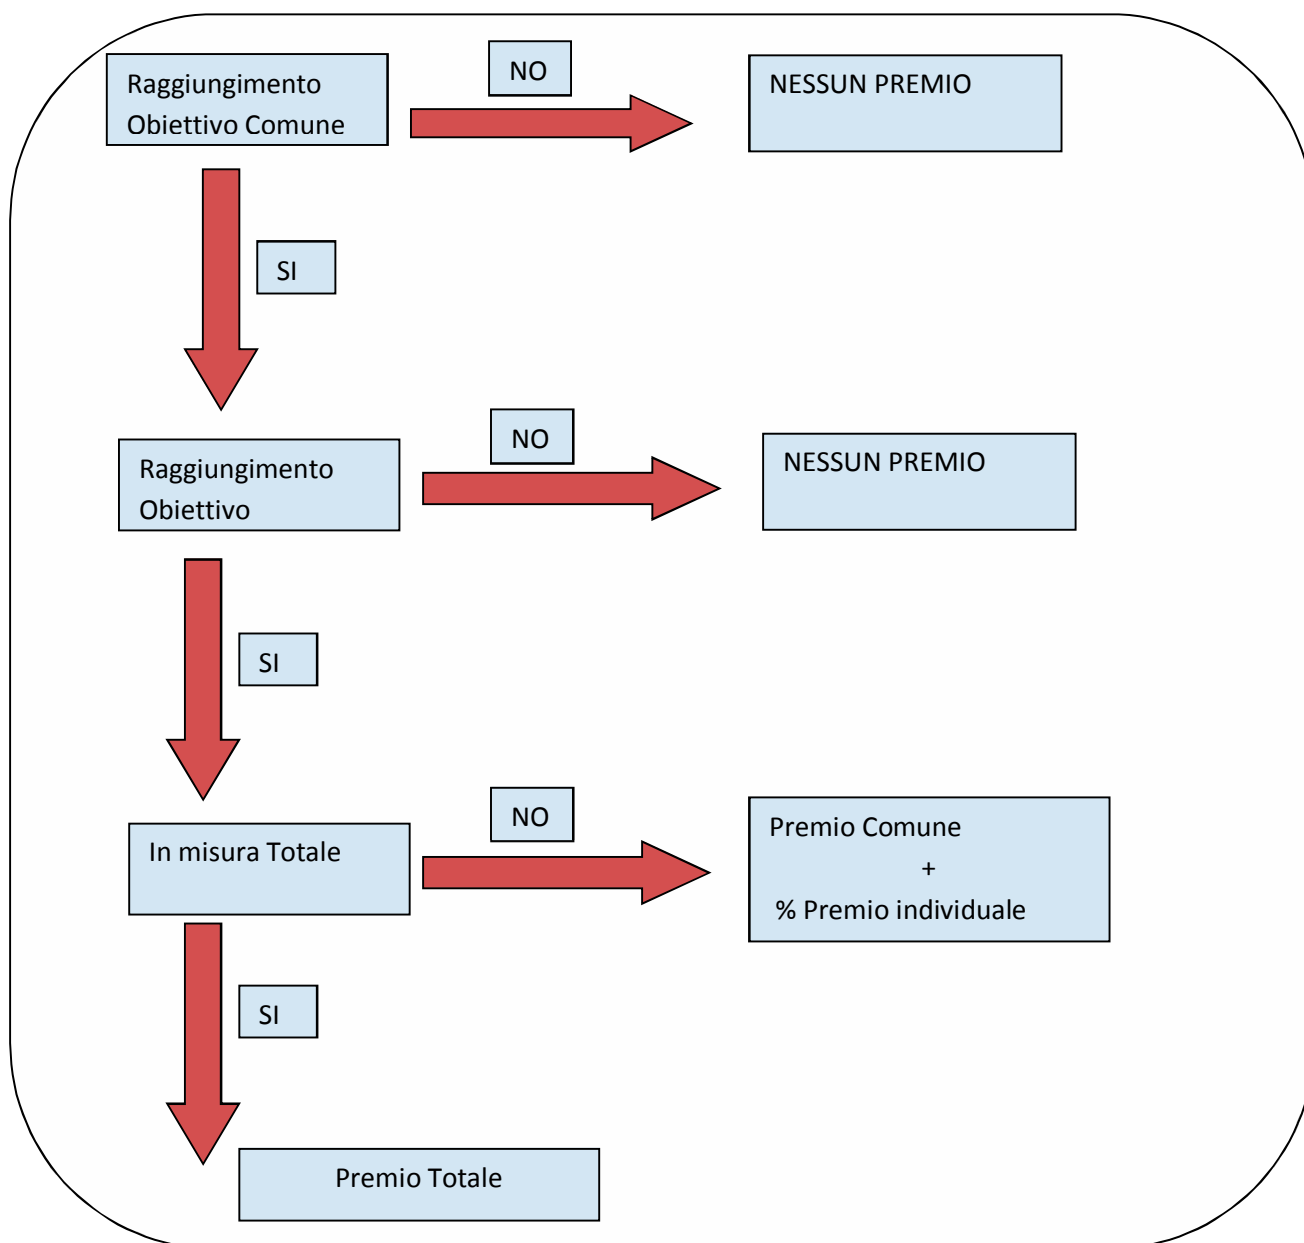 Raggiungimento
Obiettivo Comune
NO
NESSUN PREMIO
SI
Raggiungimento
Obiettivo
NO
NESSUN PREMIO
SI
In misura Totale
NO
Premio Comune
+
% Premio individuale
SI
Premio Totale